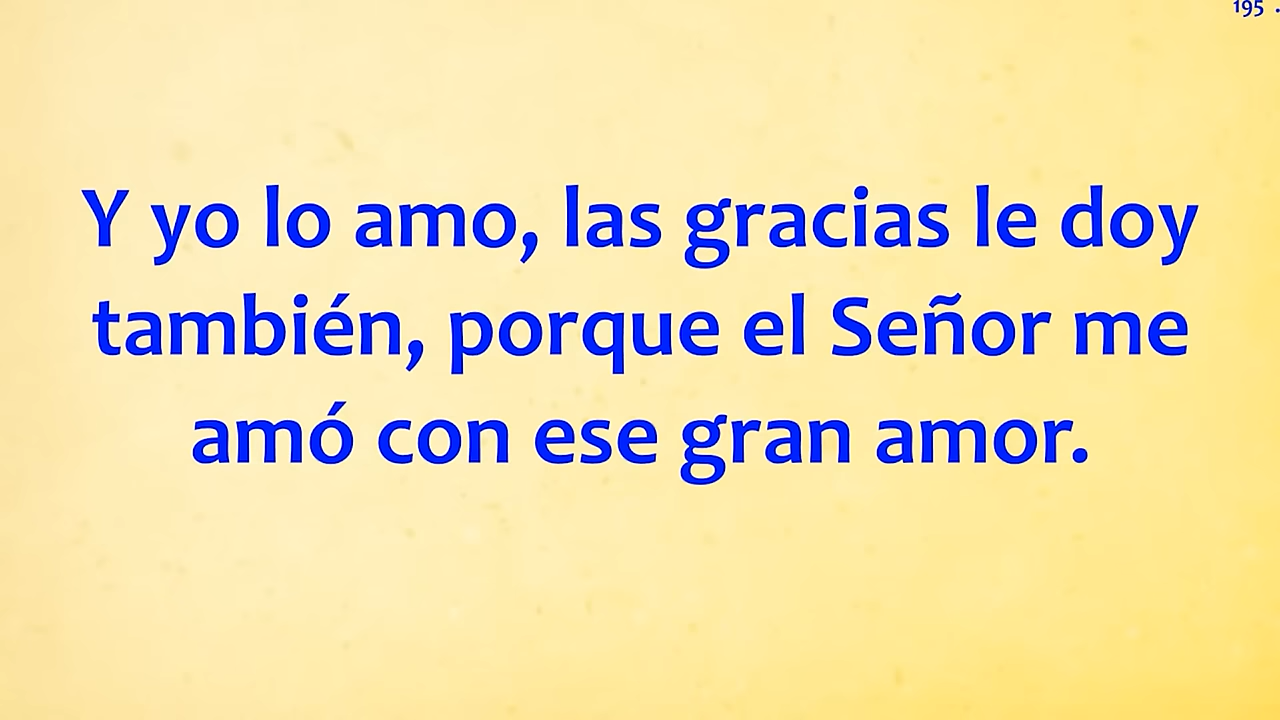 195 .
Y yo lo amo, las gracias le doy
también, porque el Señor me
amó con ese gran amor.